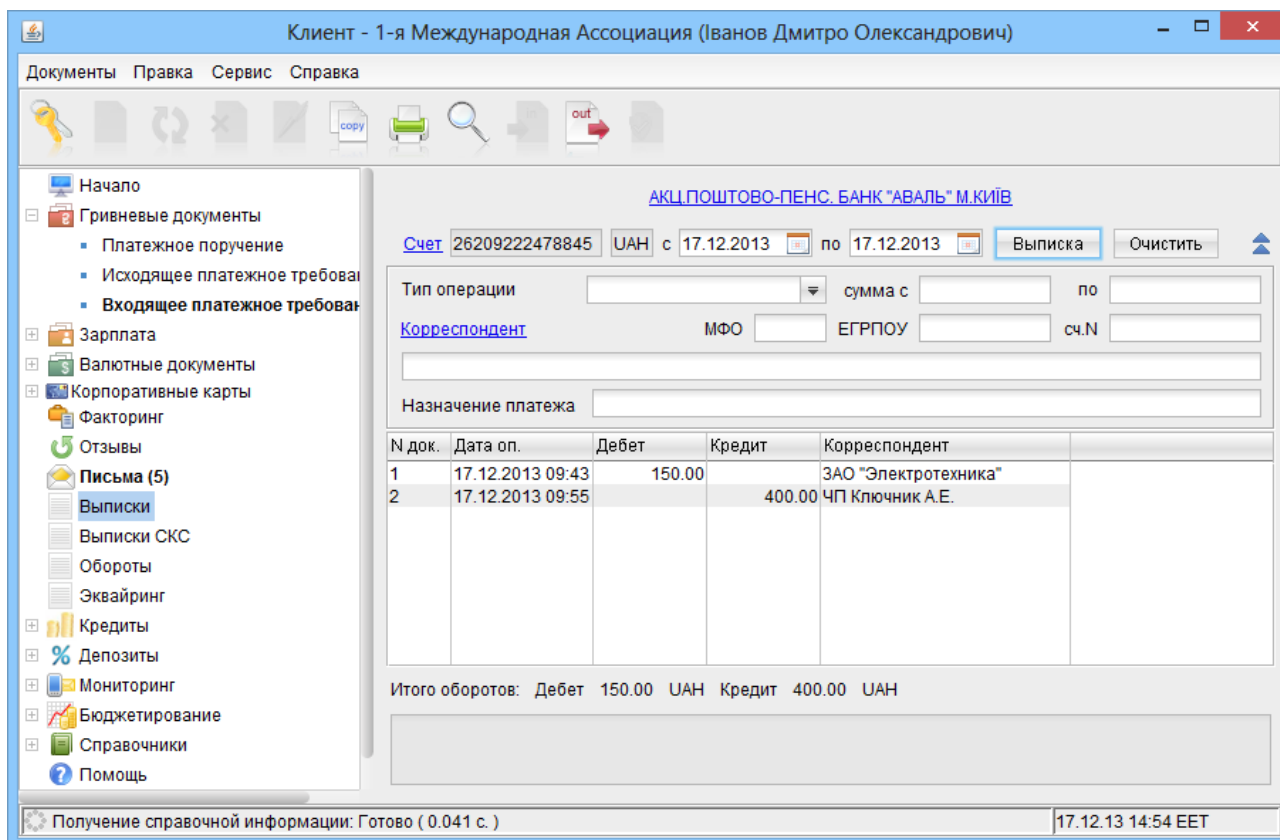 Клиент - 1-я Международная Ассоциация (Іванов Дмитро Олександрович)
Документы Правка Сервис Справка
copy
out
Начало
Гривневые документы
Платежное поручение
Исходящее платежное требован
Входящее платежное требован
Зарплата
Валютные документы
Корпоративные карты
Факторинг
Отзывы
Письма (5)
Выписки
Выписки СКС
Обороты
Эквайринг
Кредиты
Депозиты
Мониторинг
Бюджетирование
Справочники
Помощь
АКЦ.ПОШТОВО-ПЕНС. БАНК "АВАЛЬ" М.КИЇВ
Счет 26209222478845 UAH с 17.12.2013 по 17.12.2013 Выписка Очистить
Тип операции сумма с по
Корреспондент МФО ЕГРПОУ сч.N
Назначение платежа
N док. Дата оп. Дебет Кредит Корреспондент
1 17.12.2013 09:43 150.00 ЗАО "Электротехника"
2 17.12.2013 09:55 400.00 ЧП Ключник А.Е.
Итого оборотов: Дебет 150.00 UAH Кредит 400.00 UAH
Получение справочной информации: Готово ( 0.041 с. ) 17.12.13 14:54 EET